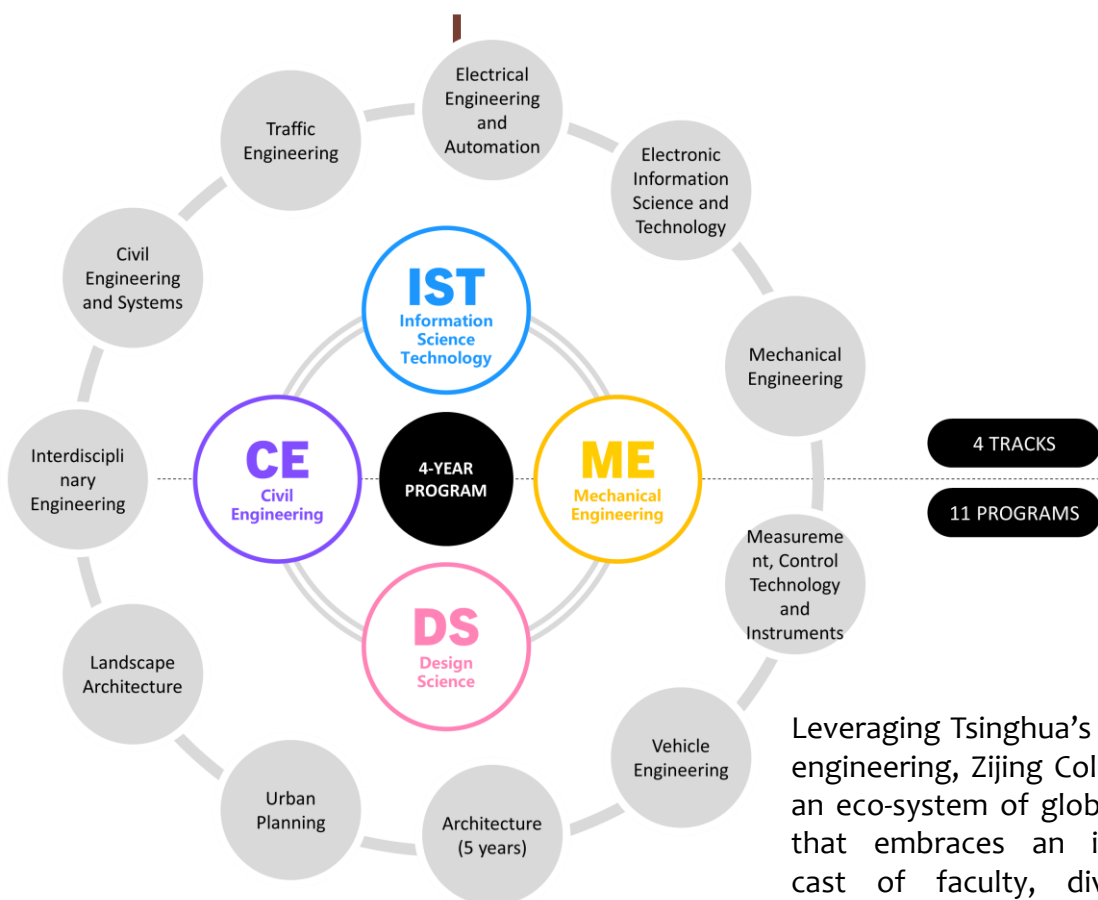 Electrical
Engineering
and
Automation
Traffic
Engineering
Electronic
Information
Science and
Technology
Civil
Engineering
and Systems
IST
Information
Science
Technology
Mechanical
Engineering
Interdiscipli
nary
Engineering
CE
Civil
Engineering
4-YEAR
PROGRAM
ME
Mechanical
Engineering
4 TRACKS
11 PROGRAMS
Measureme
nt, Control
Technology
and
Instruments
DS
Design
Science
Landscape
Architecture
Vehicle
Engineering
Urban
Planning
Architecture
(5 years)
Leveraging Tsinghua’s
engineering, Zijing Col
an eco-system of glob
that embraces an i
cast of faculty, div